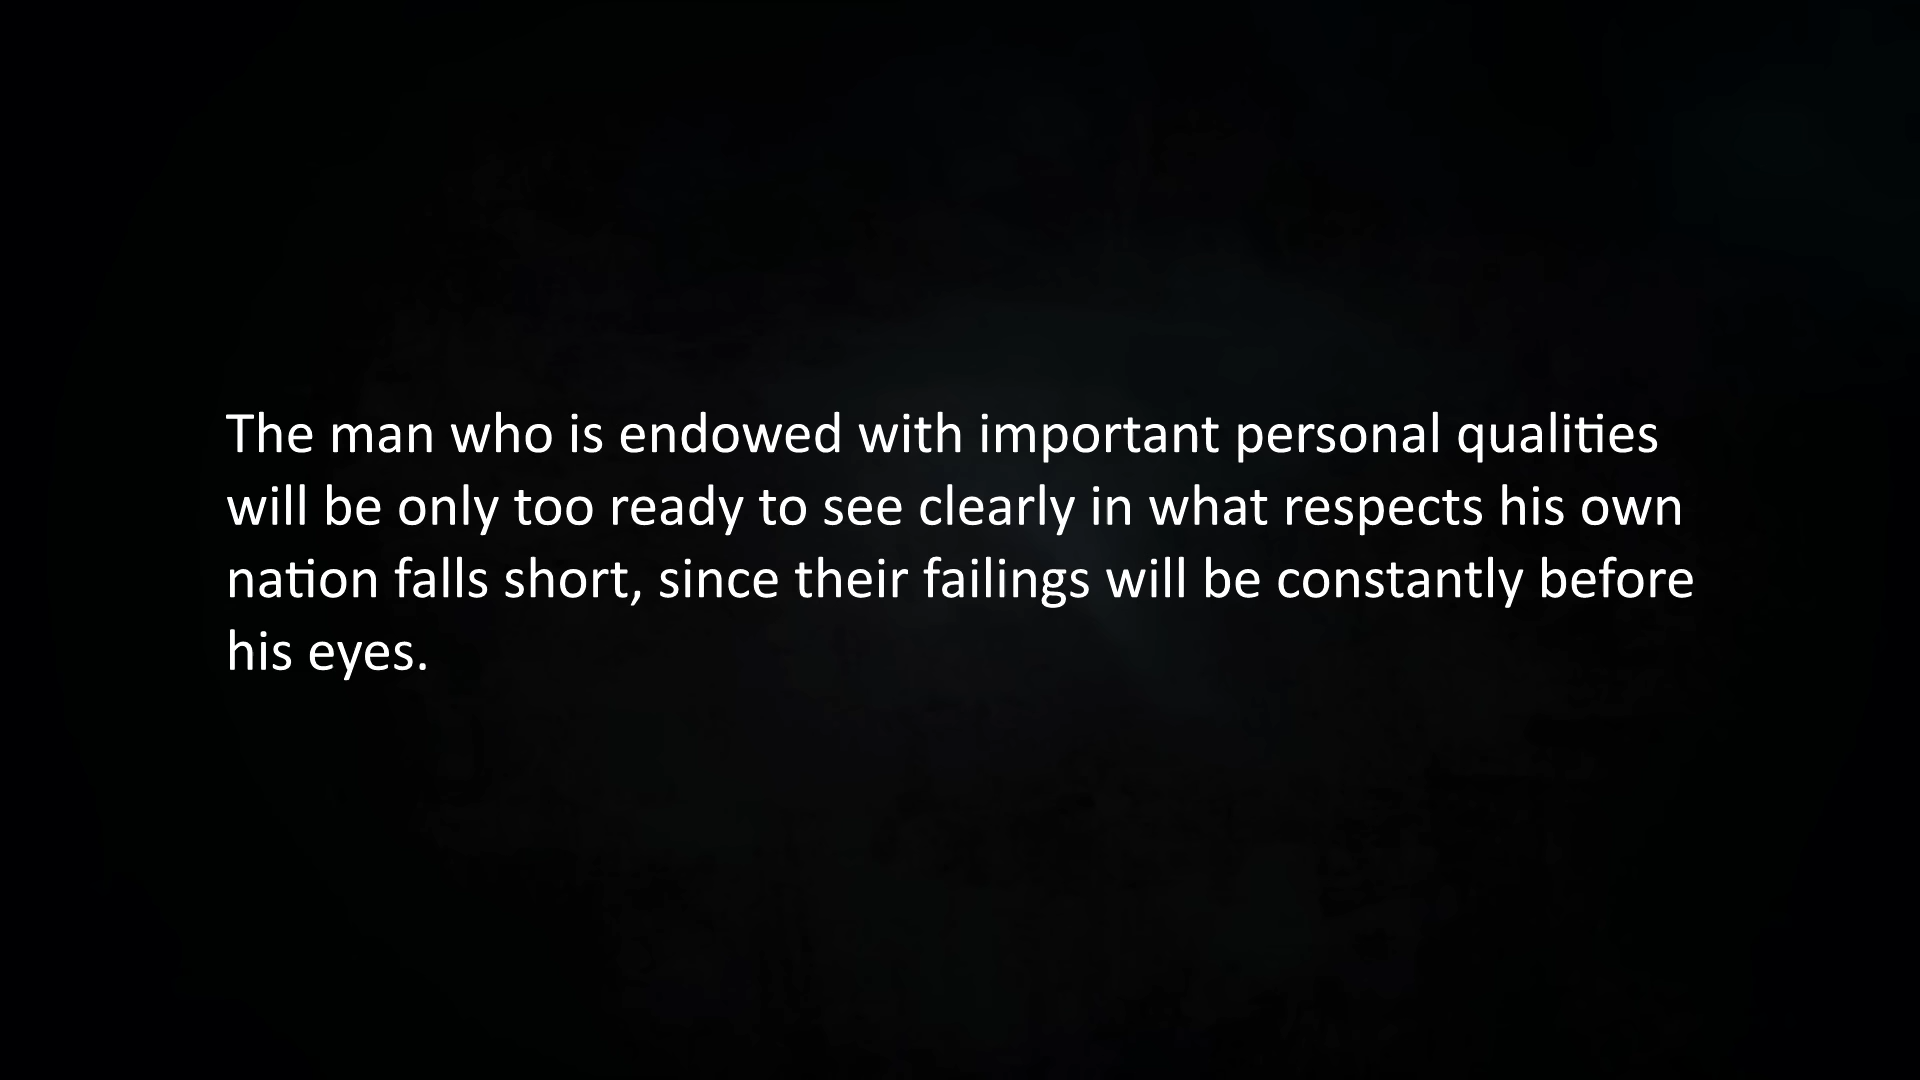 The man who is endowed with important personal qualities
will be only too ready to see clearly in what respects his own
nation falls short, since their failings will be constantly before
his eyes.